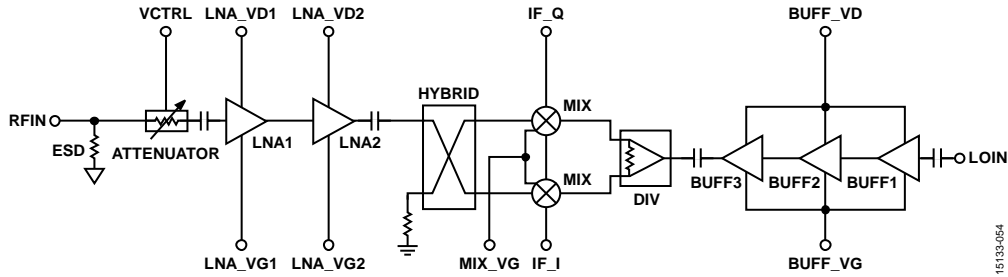 VCTRL LNA_VD1 LNA_VD2 IF_Q BUFF_VD
HYBRID
MIX
RFIN
LNA1
LNA2
ESD
ATTENUATOR
LOIN
BUFF3 BUFF2 BUFF1
MIX
DIV
LNA_VG1 LNA_VG2 MIX_VG IF_I BUFF_VG
15133-054